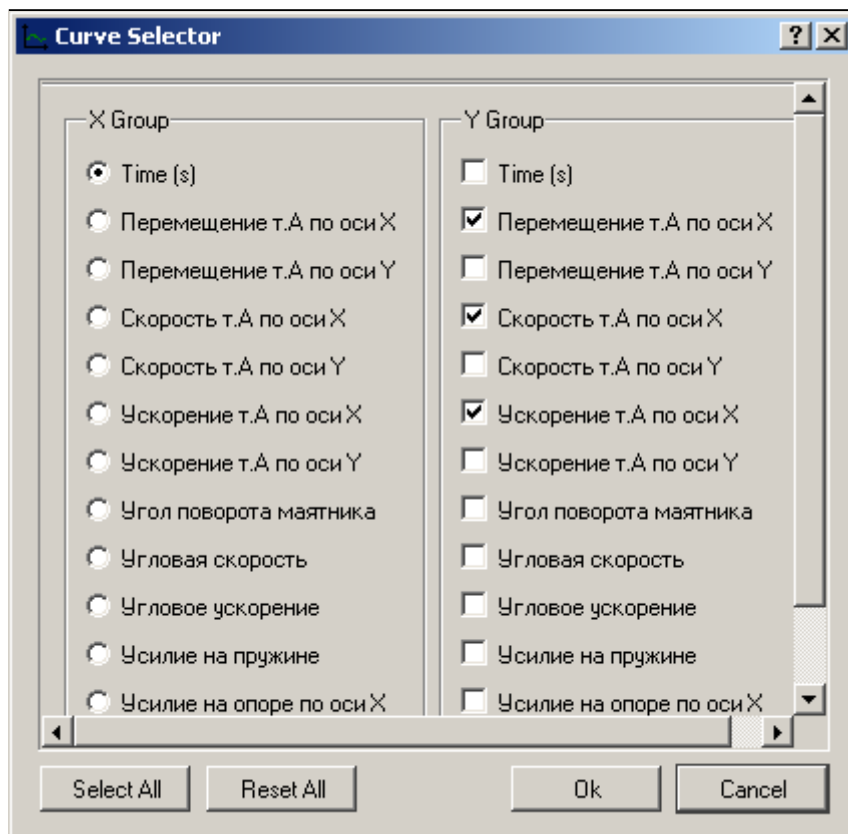 Curve Selector
X Group
Time (s)
Перемещение т.А по оси X
Перемещение т.А по оси Y
Скорость т.А по оси X
Скорость т.А по оси Y
Ускорение т.А по оси X
Ускорение т.А по оси Y
Угол поворота маятника
Угловая скорость
Угловое ускорение
Усилие на пружине
Усилие на опоре по оси X
Y Group
Time (s)
Перемещение т.А по оси X
Перемещение т.А по оси Y
Скорость т.А по оси X
Скорость т.А по оси Y
Ускорение т.А по оси X
Ускорение т.А по оси Y
Угол поворота маятника
Угловая скорость
Угловое ускорение
Усилие на пружине
Усилие на опоре по оси X
Select All Reset All Ok Cancel